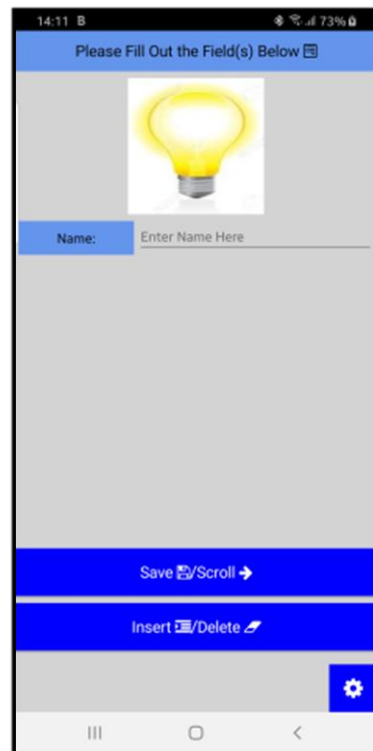 14:11 B 73%
Please Fill Out the Field(s) Below
Name: Enter Name Here
Save /Scroll
Insert /Delete